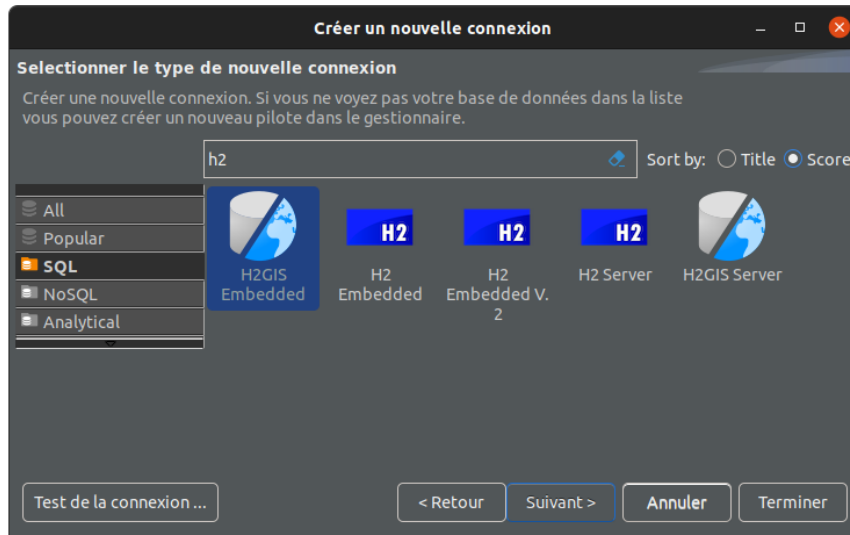 Créer un nouvelle connexion
Selectionner le type de nouvelle connexion
Créer une nouvelle connexion. Si vous ne voyez pas votre base de données dans la liste
vous pouvez créer un nouveau pilote dans le gestionnaire.
h2
Sort by: Title Score
All
Popular
SQL
NoSQL
Analytical
H2GIS
Embedded
H2
H2
Embedded
H2
H2
Embedded V.
2
H2
H2 Server
H2GIS Server
Test de la connexion ...
< Retour
Suivant >
Annuler
Terminer